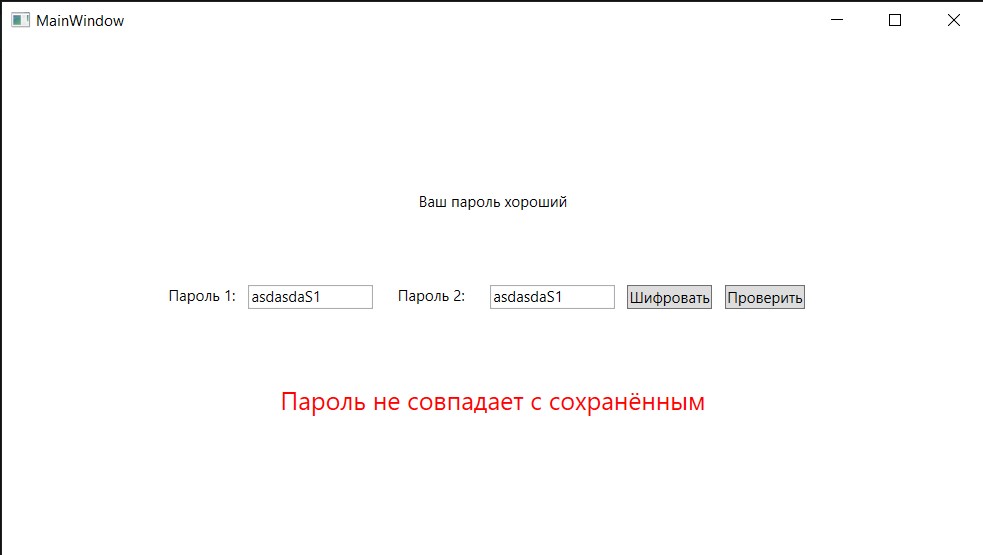 MainWindow
Ваш пароль хороший
Пароль 1: asdasdaS1 Пароль 2: asdasdaS1 Шифровать Проверить
Пароль не совпадает с сохранённым